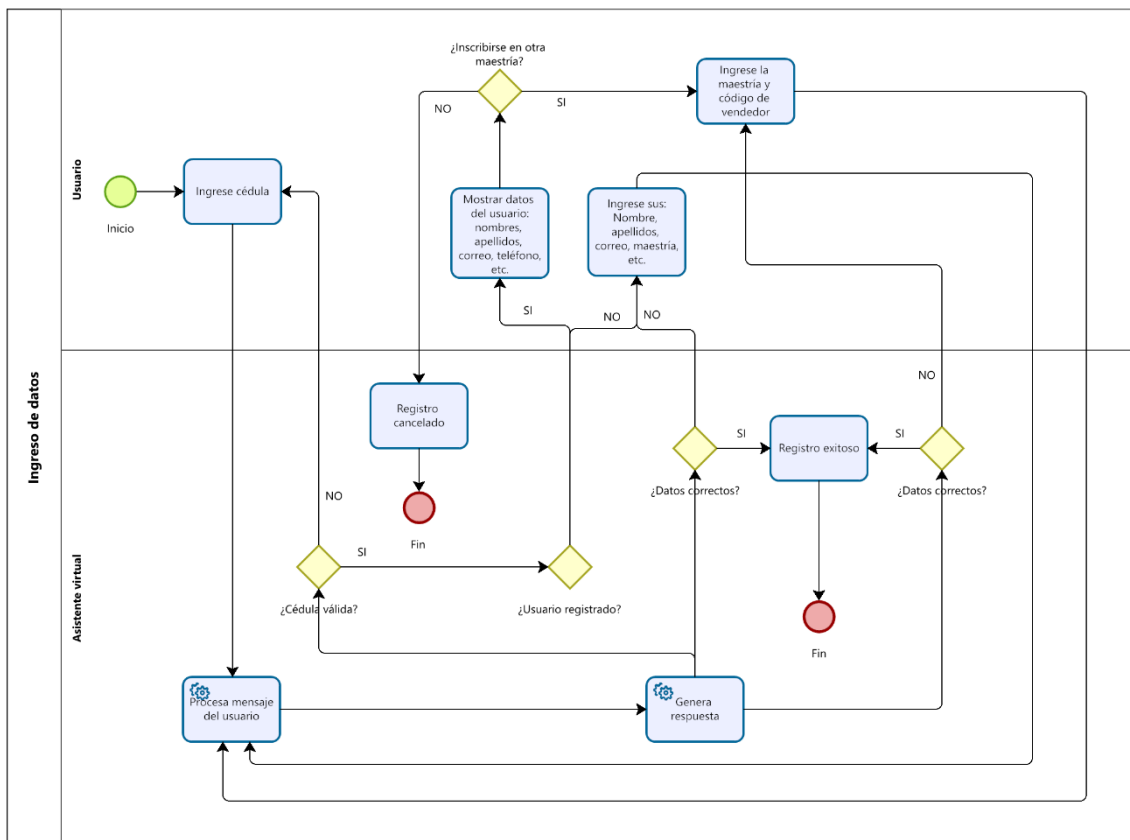 Ingreso de datos
Usuario
Asistente virtual
¿Inscribirse en otra
maestría?
NO
SI
Ingrese la
maestría y
código de
vendedor
Inicio
Ingrese cédula
Mostrar datos
del usuario:
nombres,
apellidos,
correo, teléfono,
etc.
Ingrese sus:
Nombre,
apellidos,
correo, maestría,
etc.
SI
NO
NO
NO
Registro
cancelado
Fin
SI
Registro exitoso
SI
¿Datos correctos?
¿Datos correctos?
NO
SI
¿Cédula válida?
¿Usuario registrado?
Fin
Procesa mensaje
del usuario
Genera
respuesta